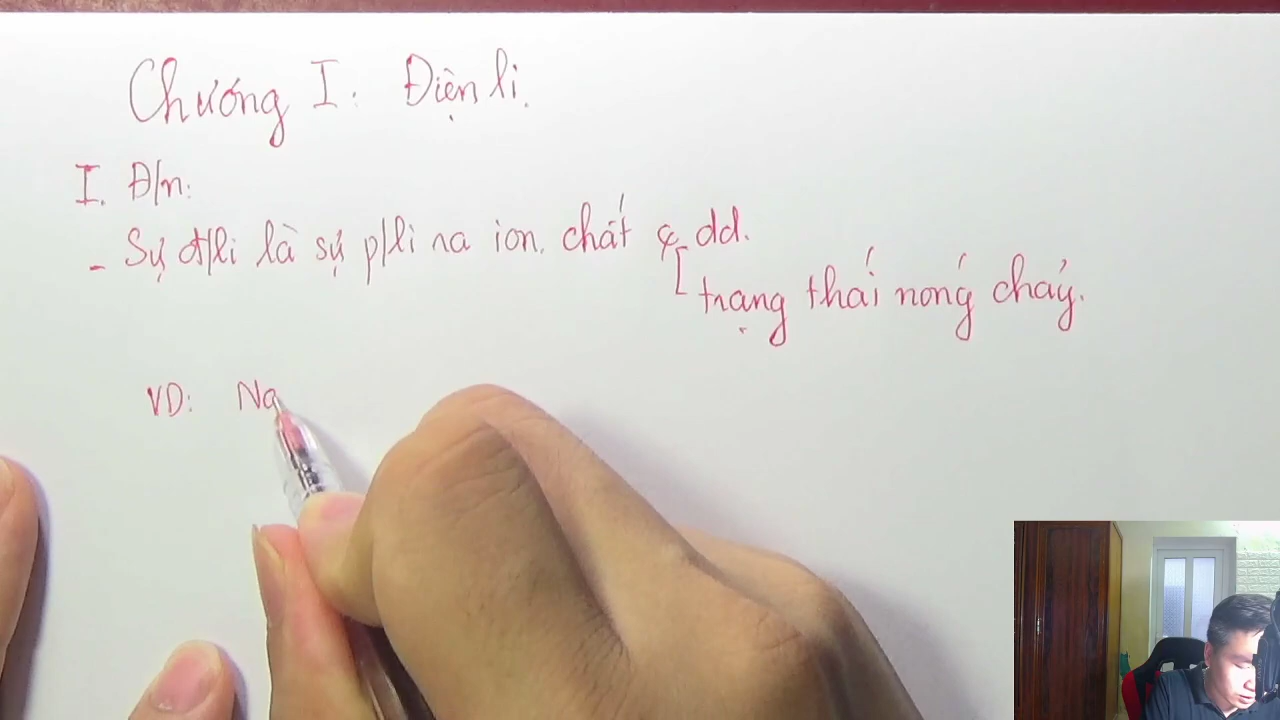 Chương I: Điện li.
I. Đ/n:
- Sự đ/li là sự p/li ra ion. chất ç dd.
trạng thái nóng chảy.
VD: Na